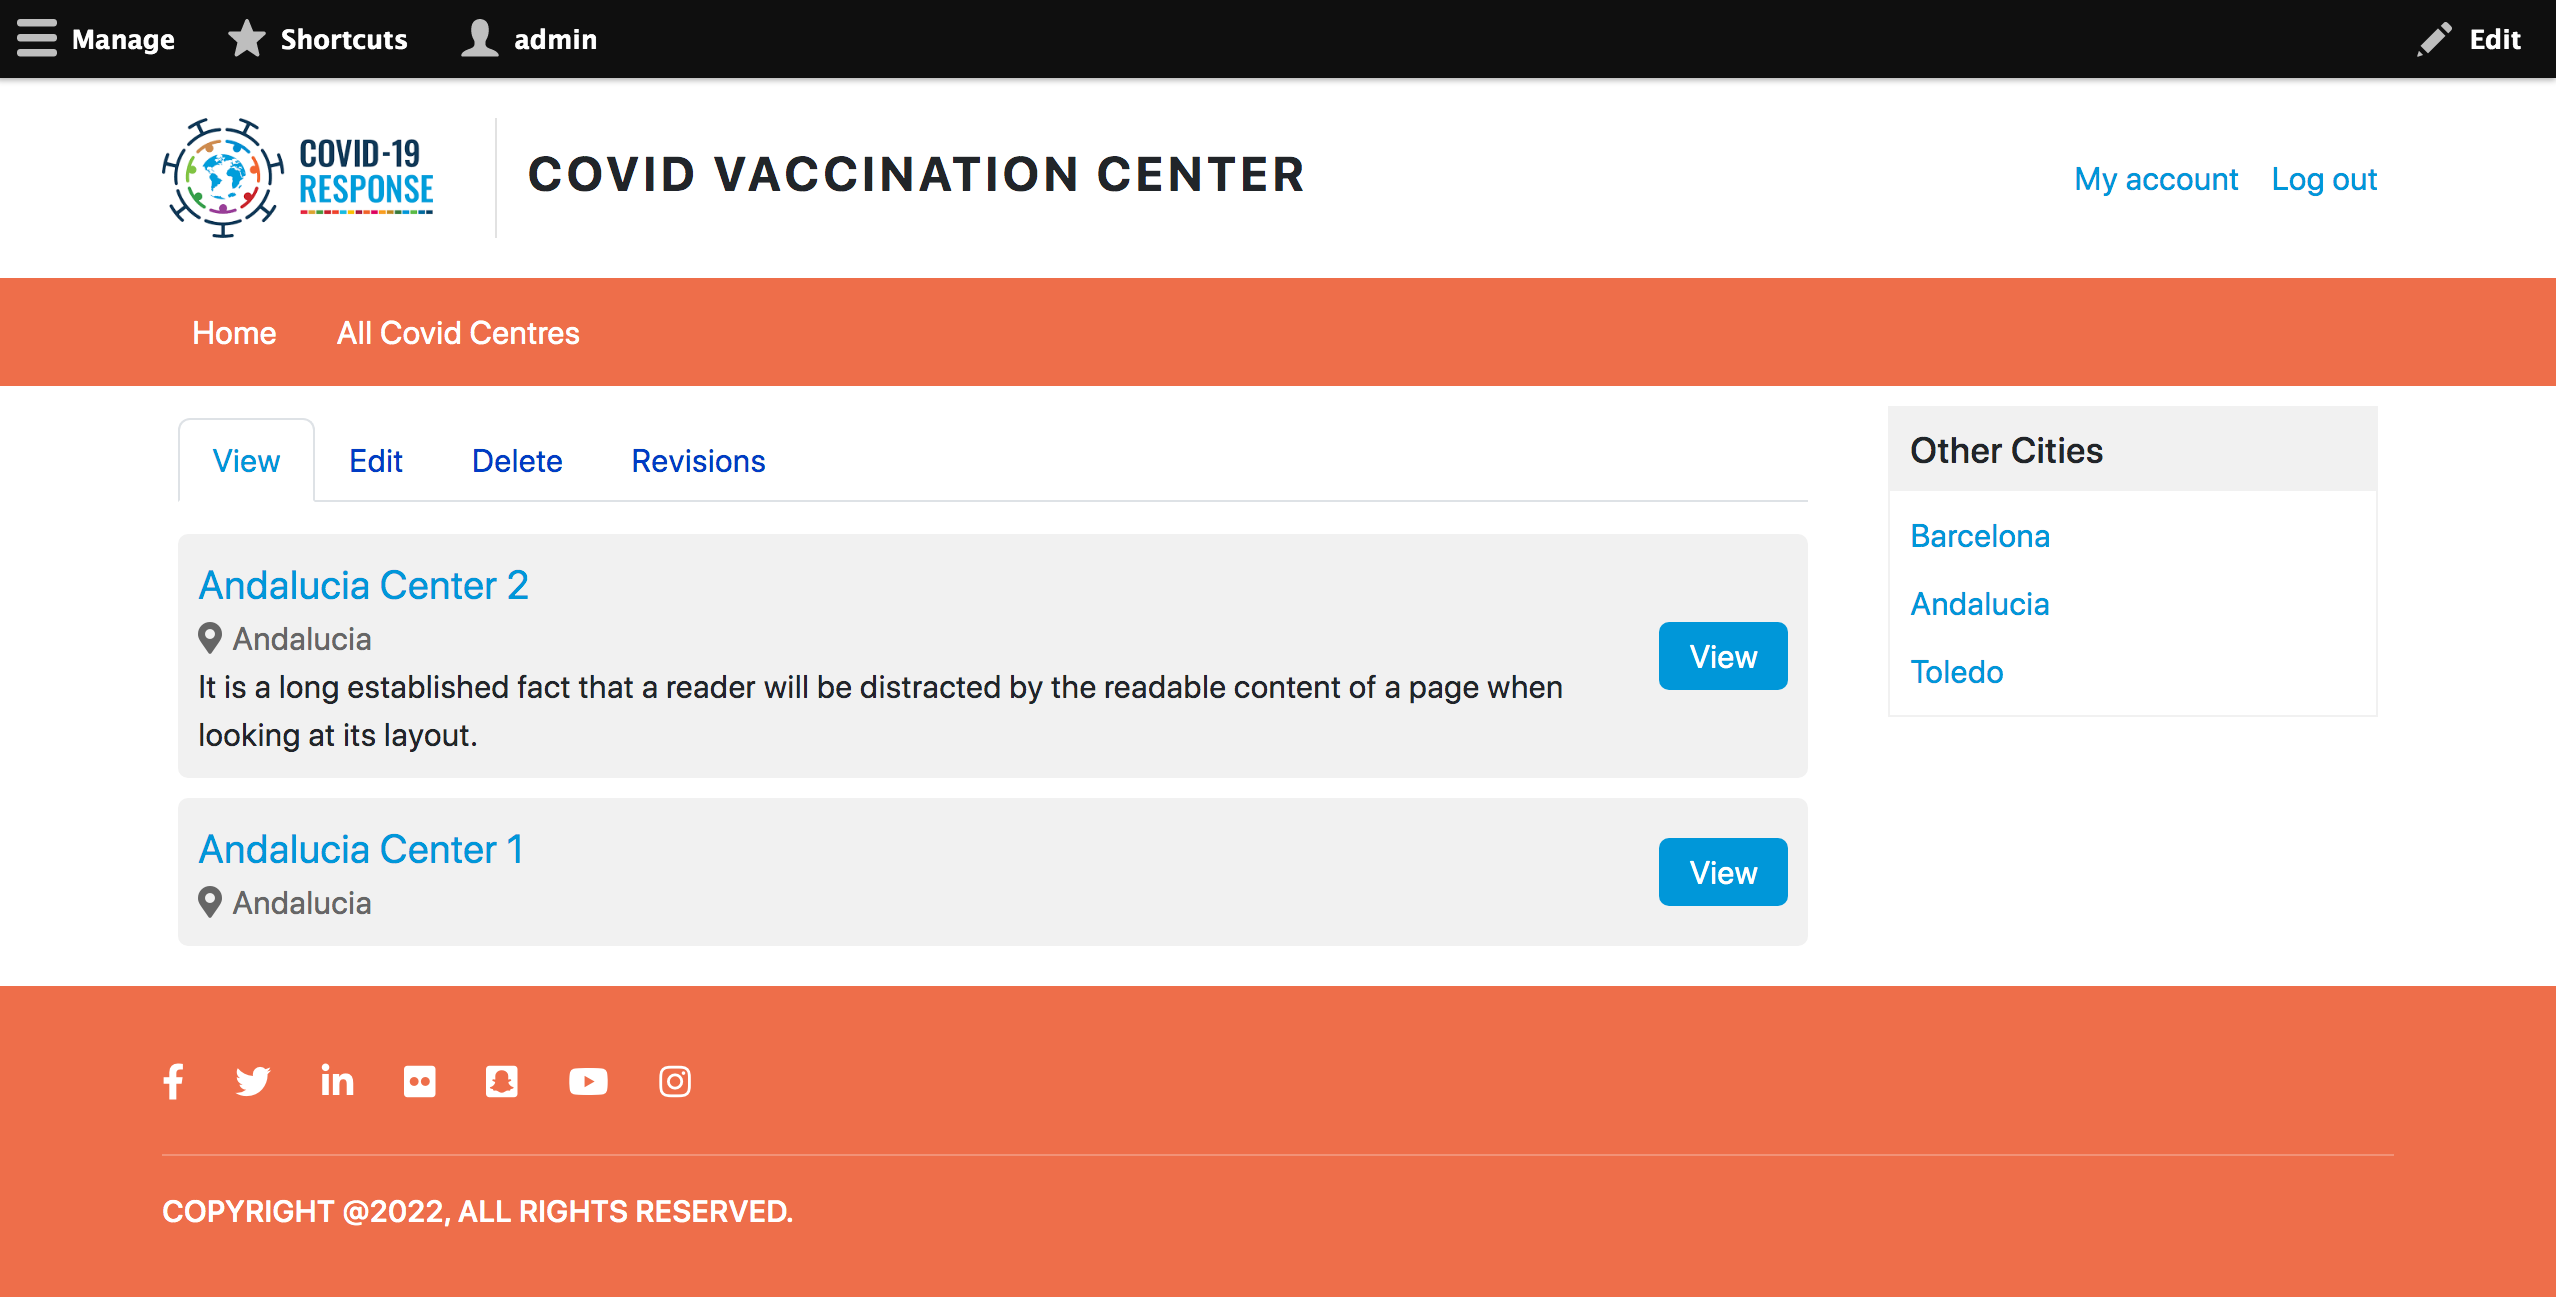 Manage
Shortcuts
admin
Edit
COVID-19
RESPONSE
COVID VACCINATION CENTER
My account
Log out
Home
All Covid Centres
View
Edit
Delete
Revisions
Andalucia Center 2
Andalucia
It is a long established fact that a reader will be distracted by the readable content of a page when
looking at its layout.
View
Andalucia Center 1
Andalucia
View
Other Cities
Barcelona
Andalucia
Toledo
COPYRIGHT @2022, ALL RIGHTS RESERVED.